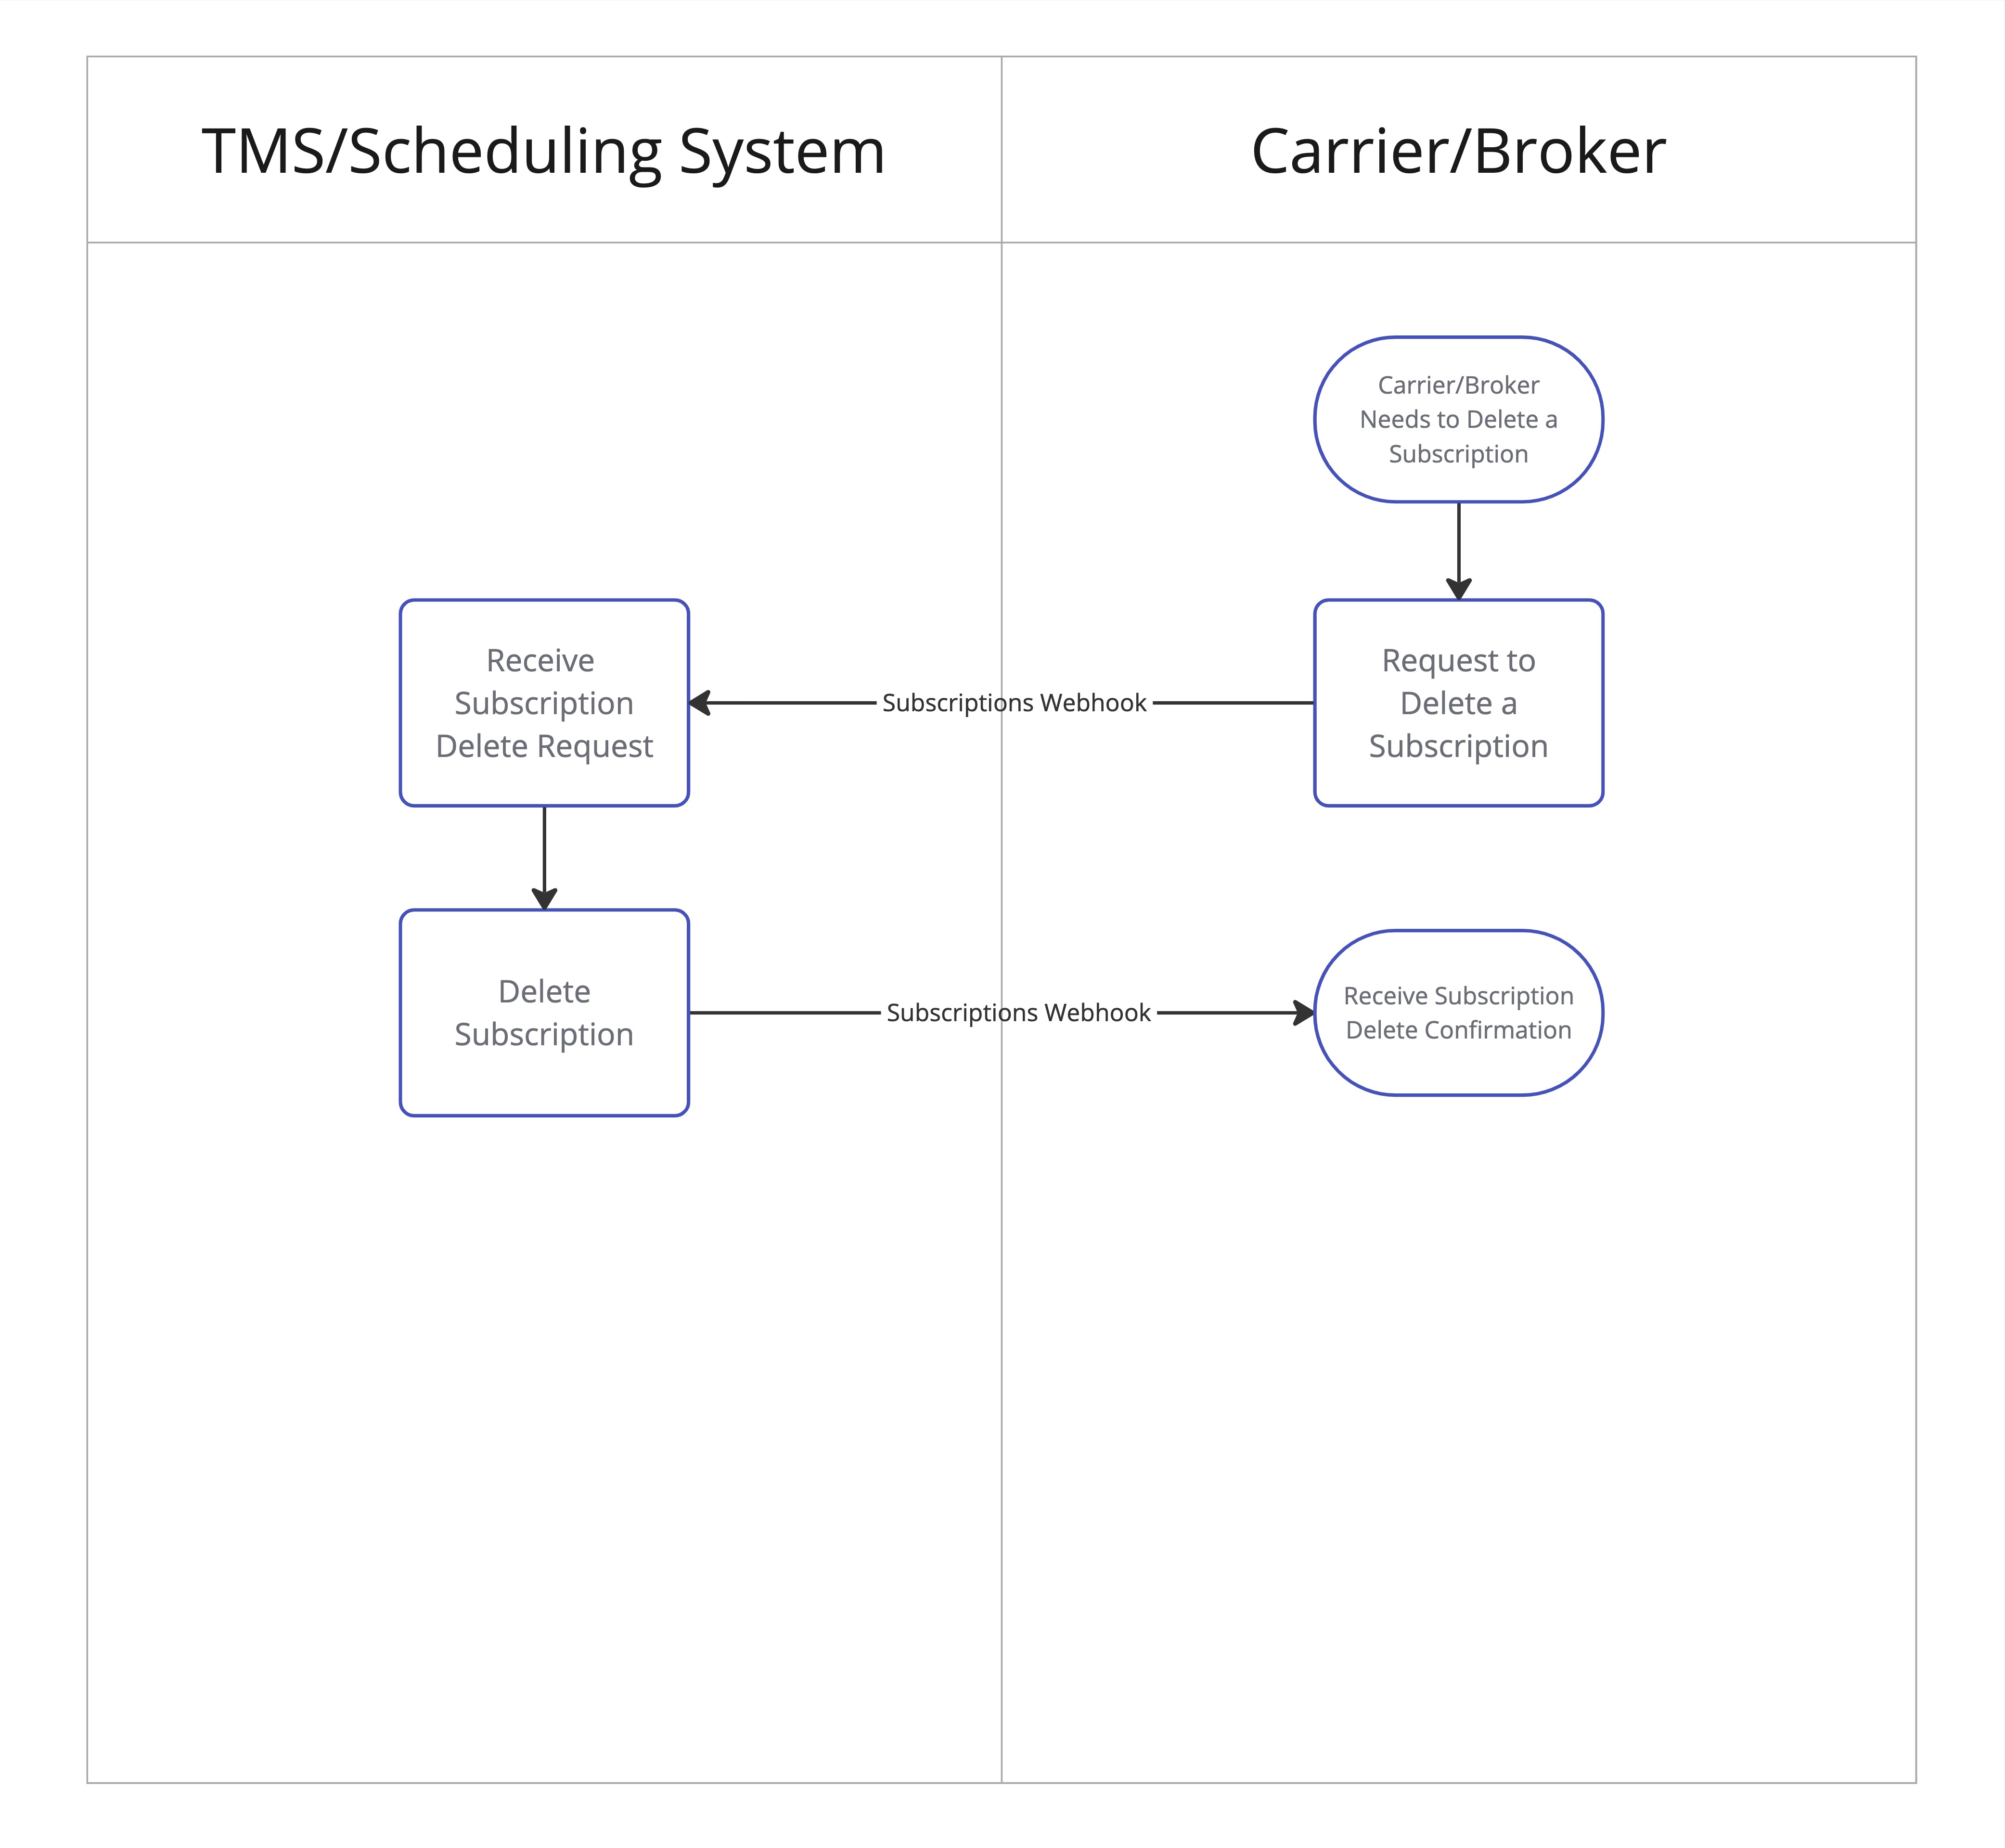 TMS/Scheduling System
Carrier/Broker
Carrier/Broker
Needs to Delete a
Subscription
Request to
Delete a
Subscription
Subscriptions Webhook
Receive
Subscription
Delete Request
Delete
Subscription
Subscriptions Webhook
Receive Subscription
Delete Confirmation